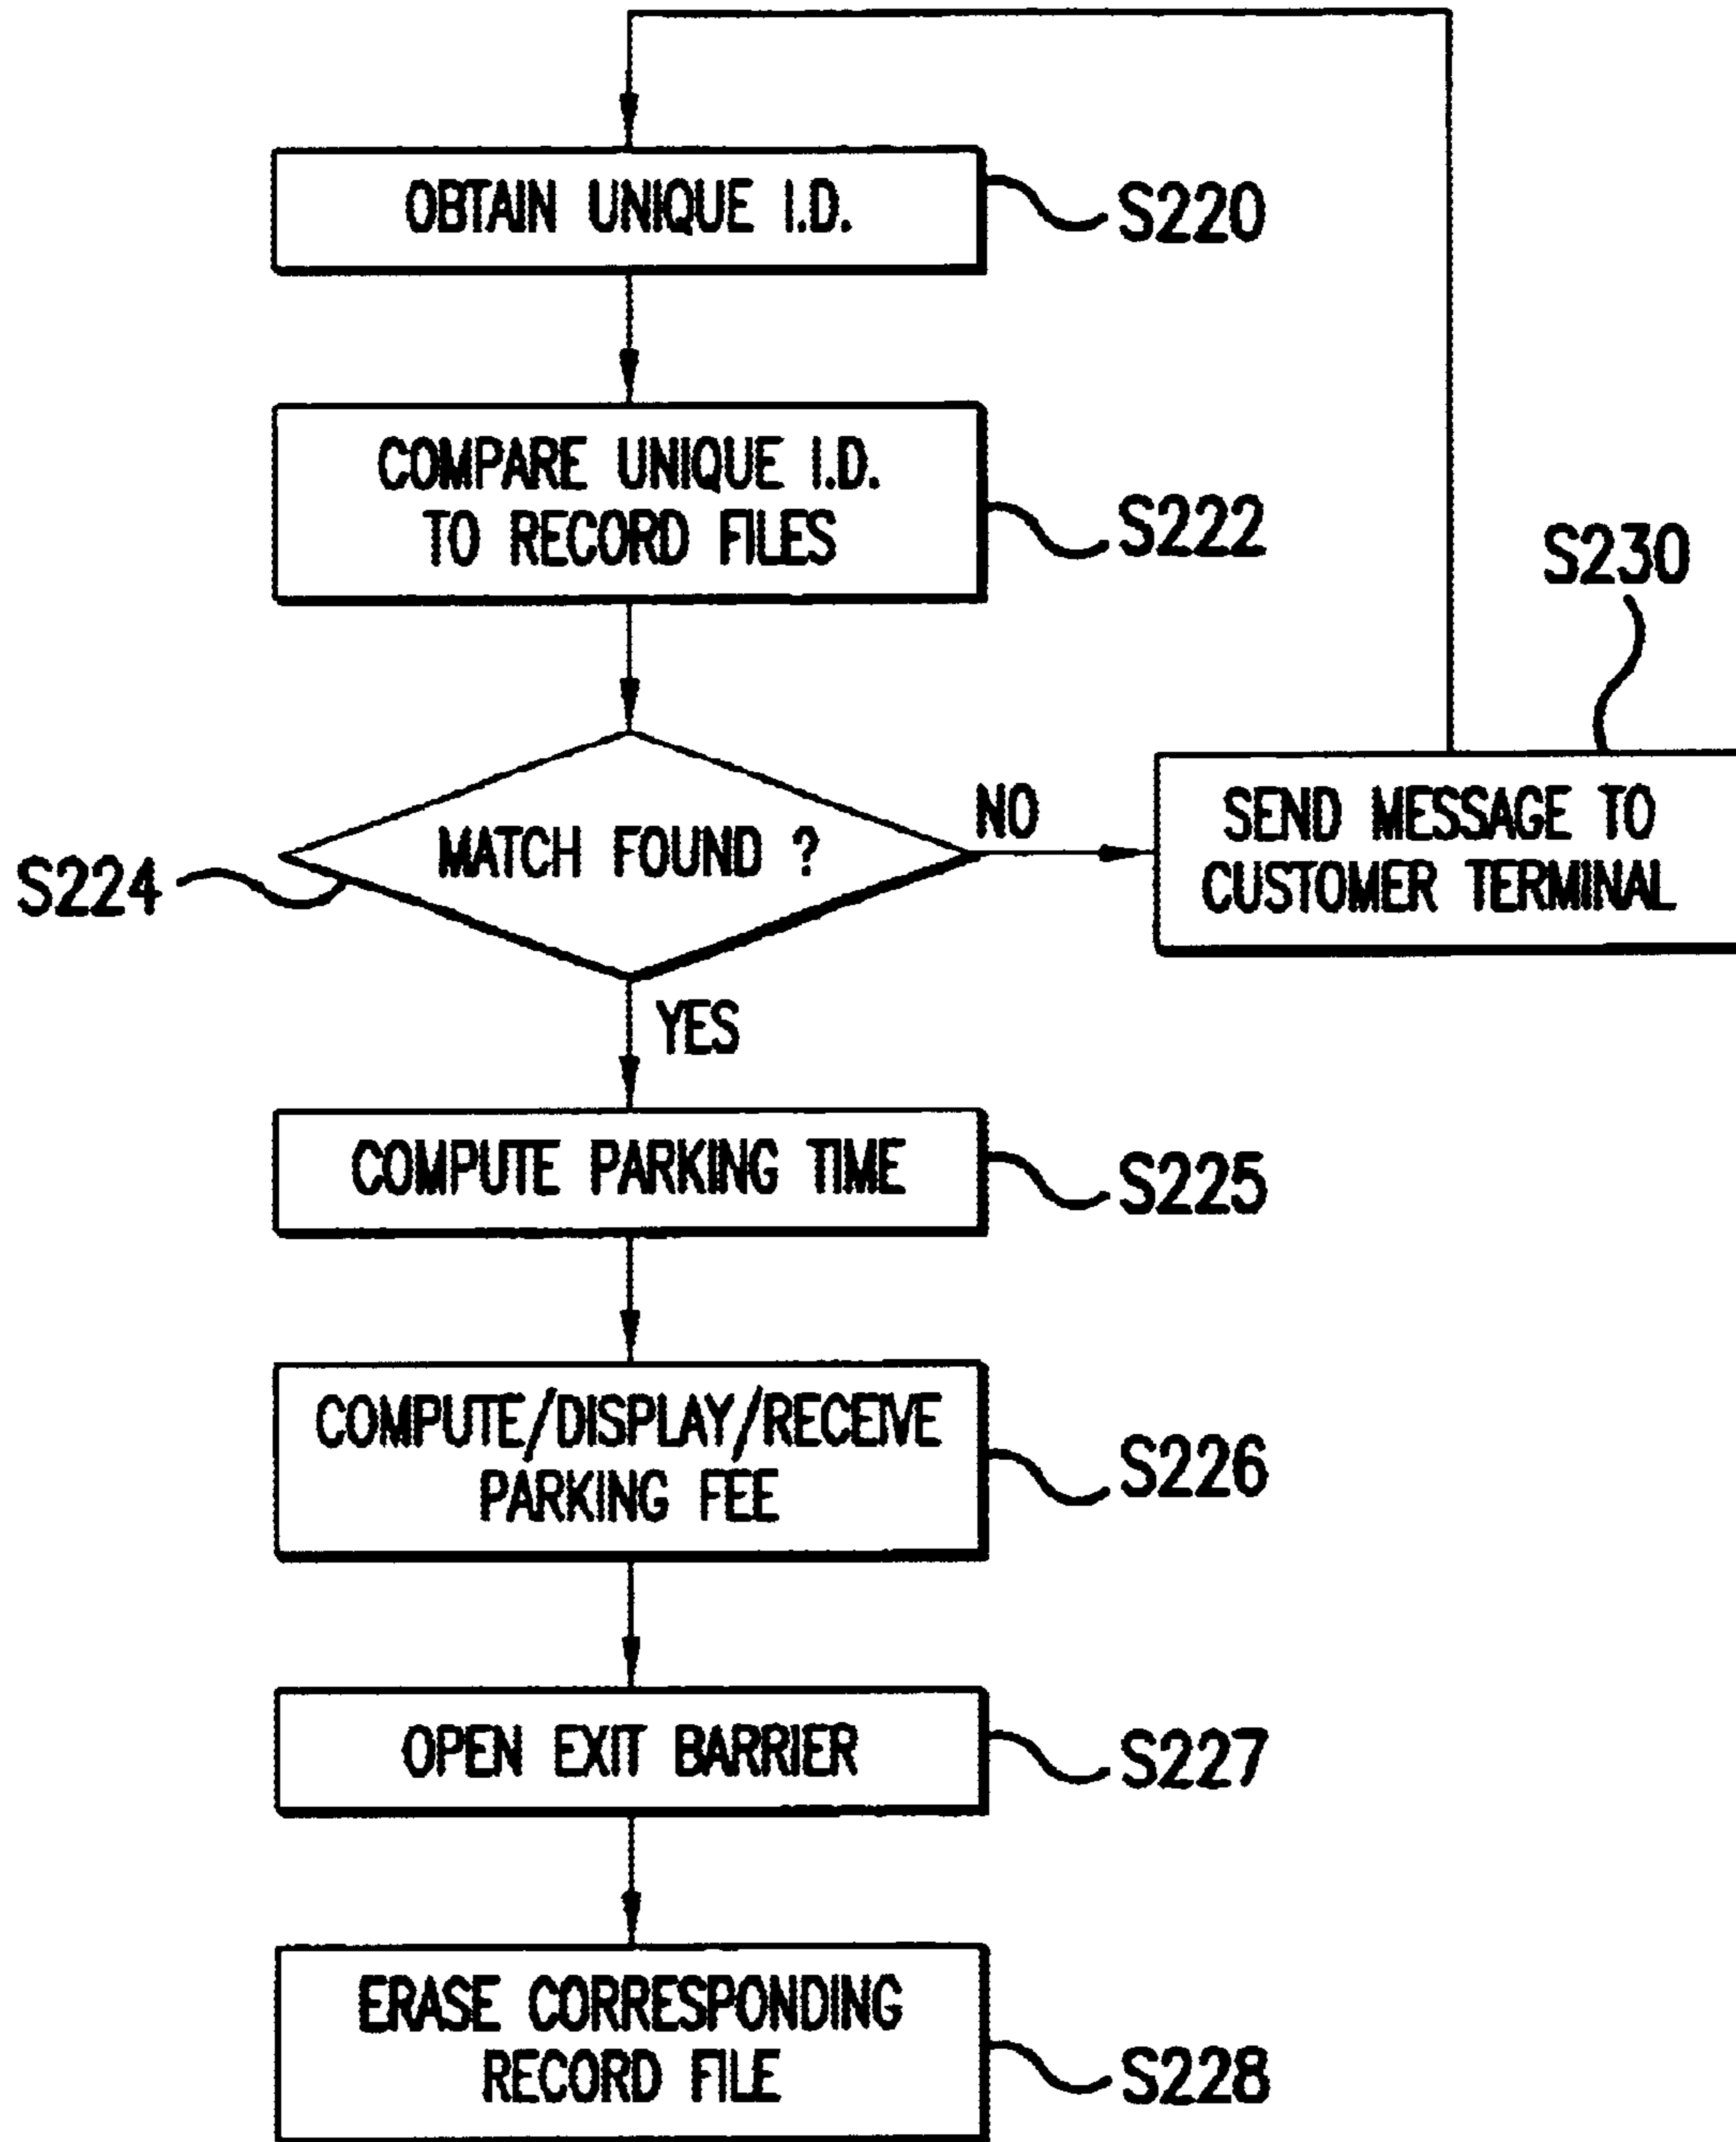 OBTAIN UNIQUE I.D.
S220
COMPARE UNIQUE I.D.
TO RECORD FILES
S222
S230
MATCH FOUND ?
S224
NO
SEND MESSAGE TO
CUSTOMER TERMINAL
YES
COMPUTE PARKING TIME
S225
COMPUTE/DISPLAY/RECEIVE
PARKING FEE
S226
OPEN EXIT BARRIER
S227
ERASE CORRESPONDING
RECORD FILE
S228